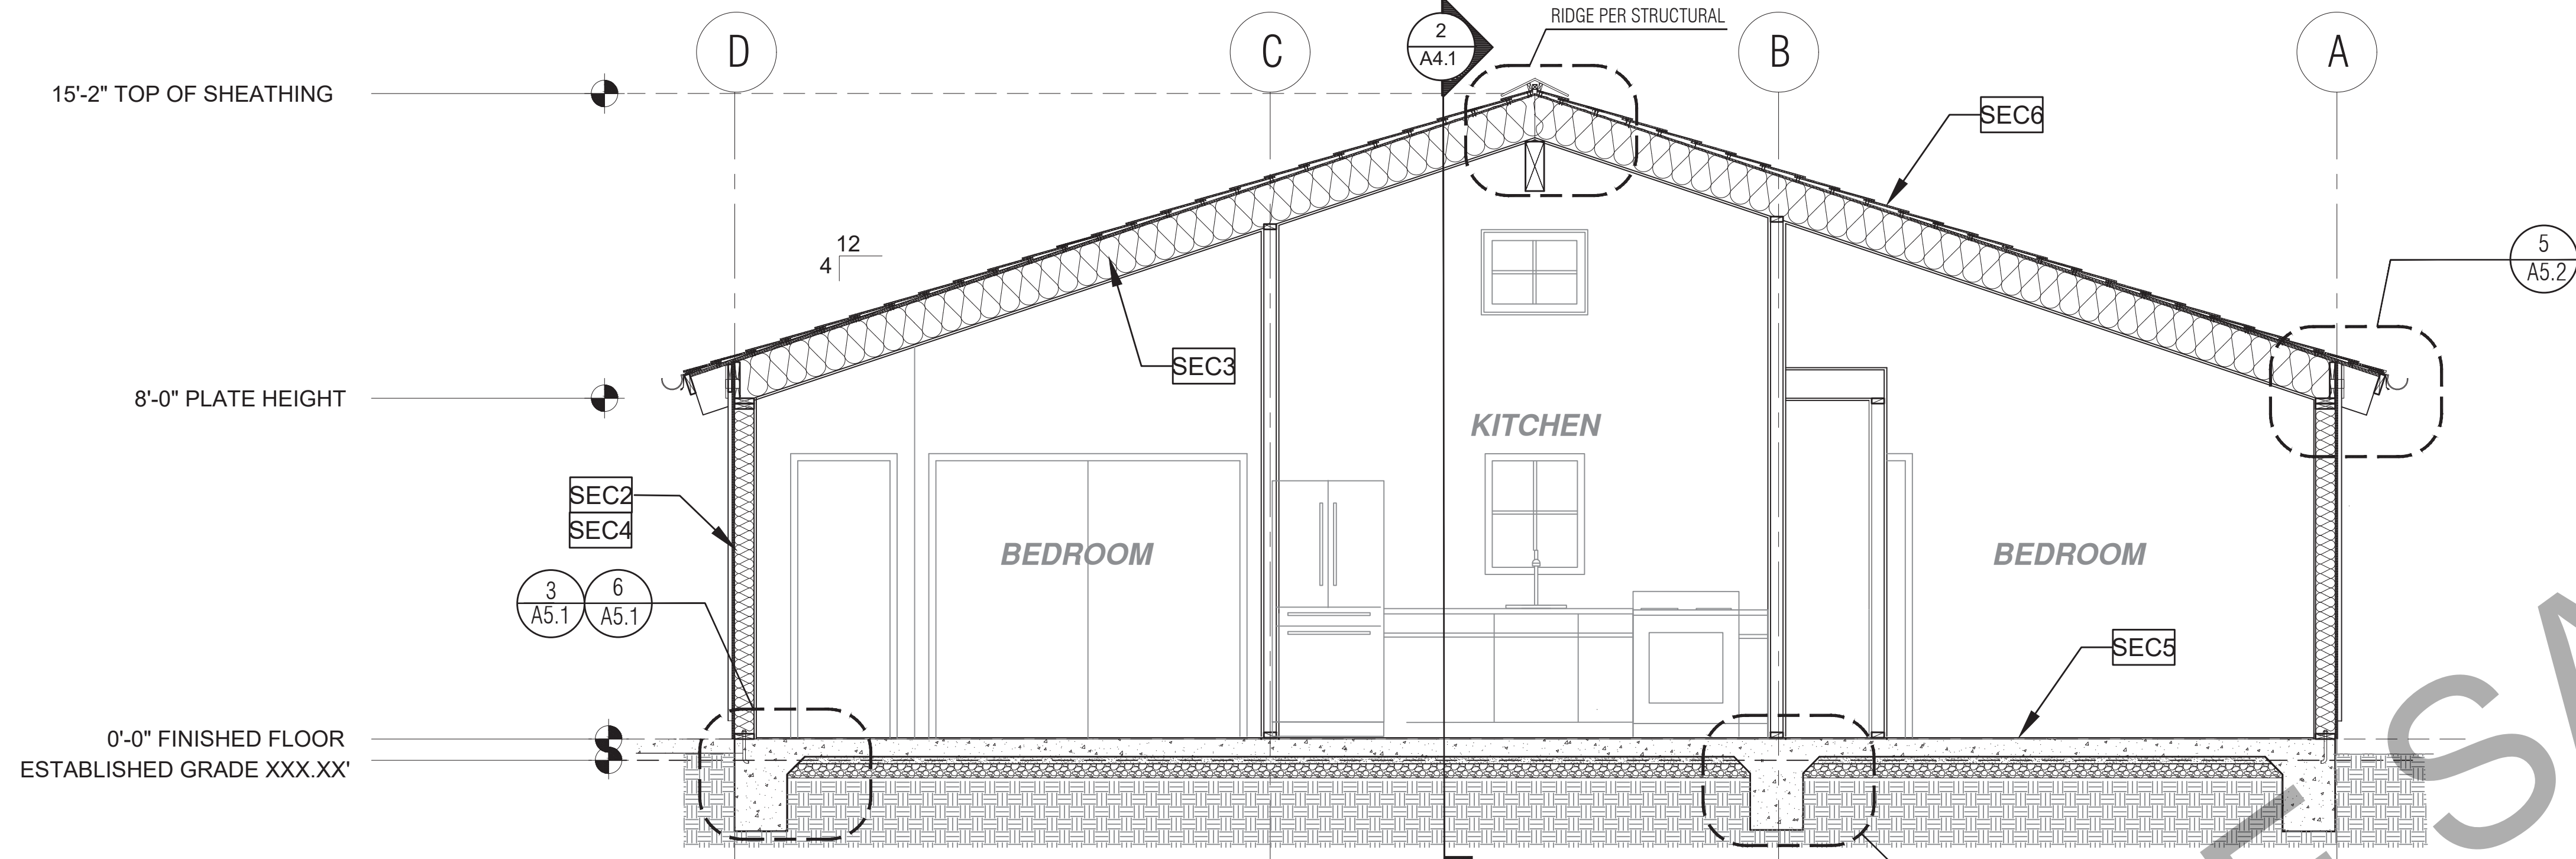 RIDGE PER STRUCTURAL
D
C
2
A4.1
B
A
15'-2" TOP OF SHEATHING
SEC6
12
4
5
A5.2
SEC3
8'-0" PLATE HEIGHT
KITCHEN
SEC2
SEC4
BEDROOM
BEDROOM
3
A5.1
6
A5.1
SEC5
0'-0" FINISHED FLOOR
ESTABLISHED GRADE XXX.XX'